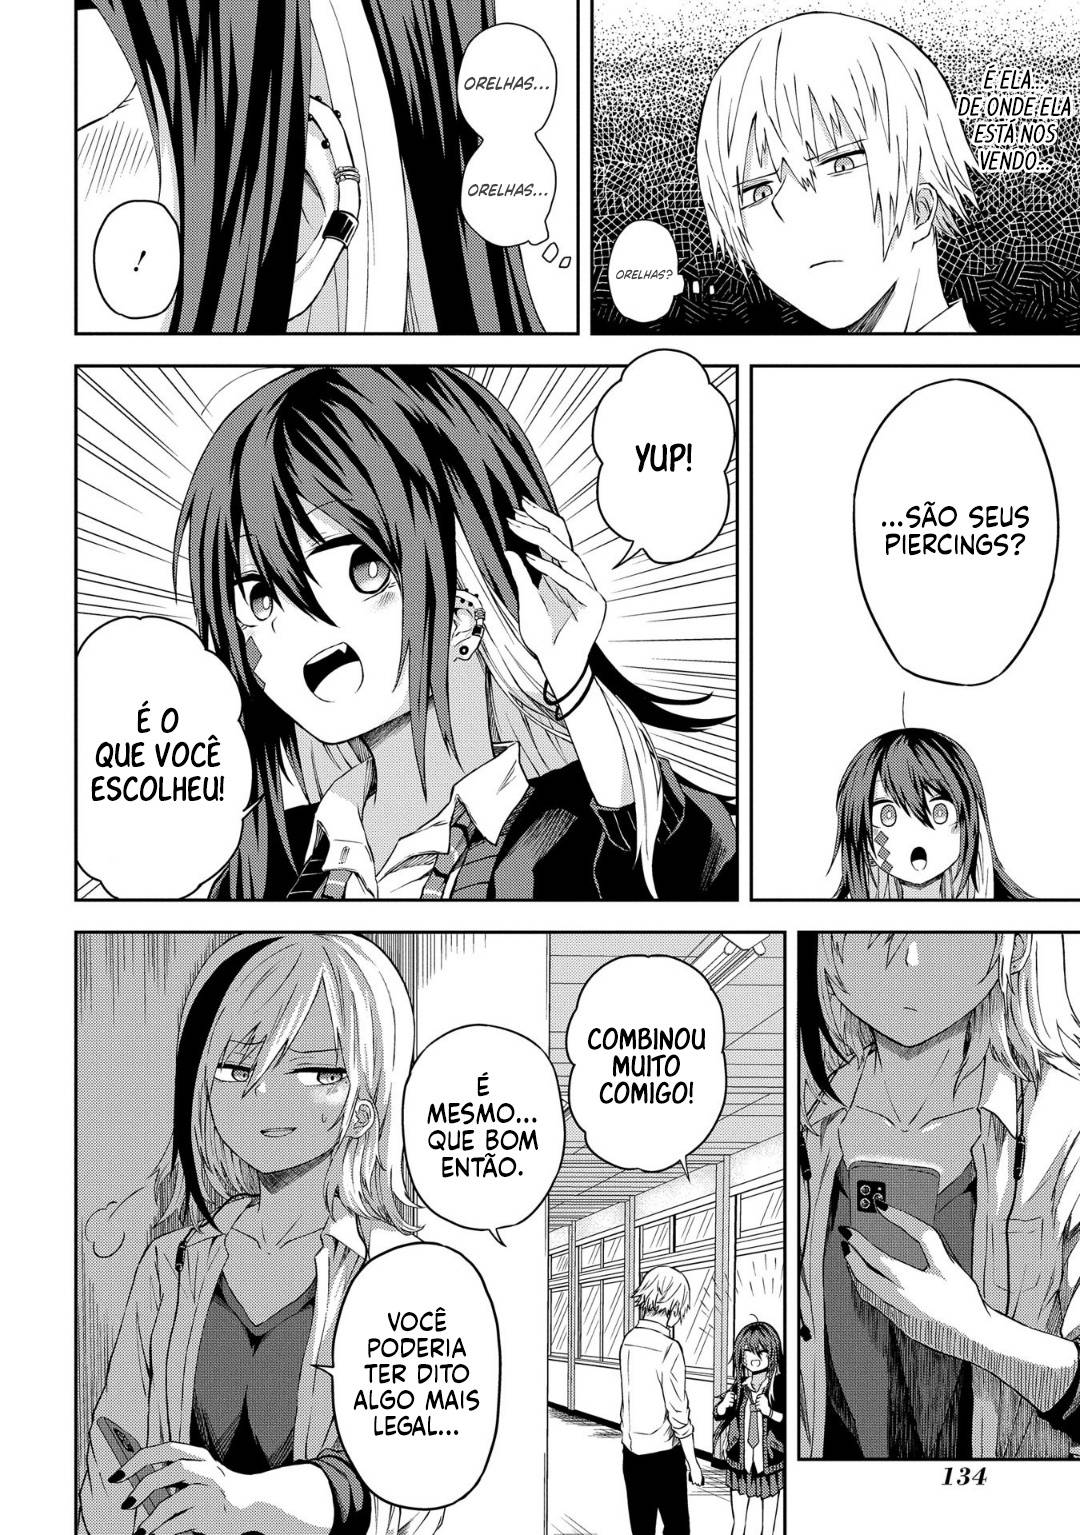 É ELA...
DE ONDE ELA
ESTÁ NOS
VENDO...
ORELHAS?
ORELHAS...
ORELHAS...
!
...SÃO SEUS
PIERCINGS?
YUP!
É O
QUE VOCÊ
ESCOLHEU!
COMBINOU
MUITO
COMIGO!
É
MESMO...
QUE BOM
ENTÃO.
VOCÊ
PODERIA
TER DITO
ALGO MAIS
LEGAL...
134